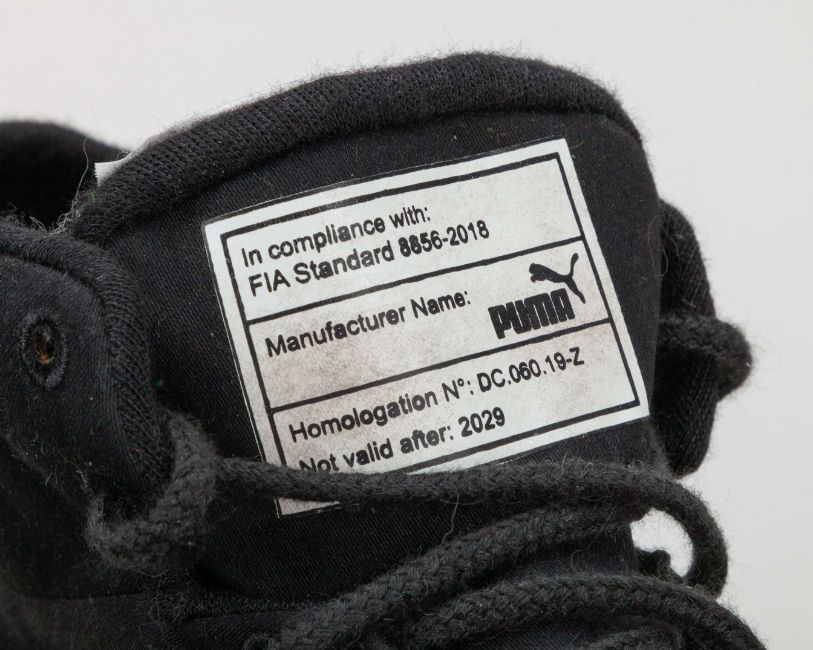 In compliance with:
FIA Standard 8856-2018
Manufacturer Name:
PUMA
Homologation N°: DC.060.19-Z
Not valid after: 2029